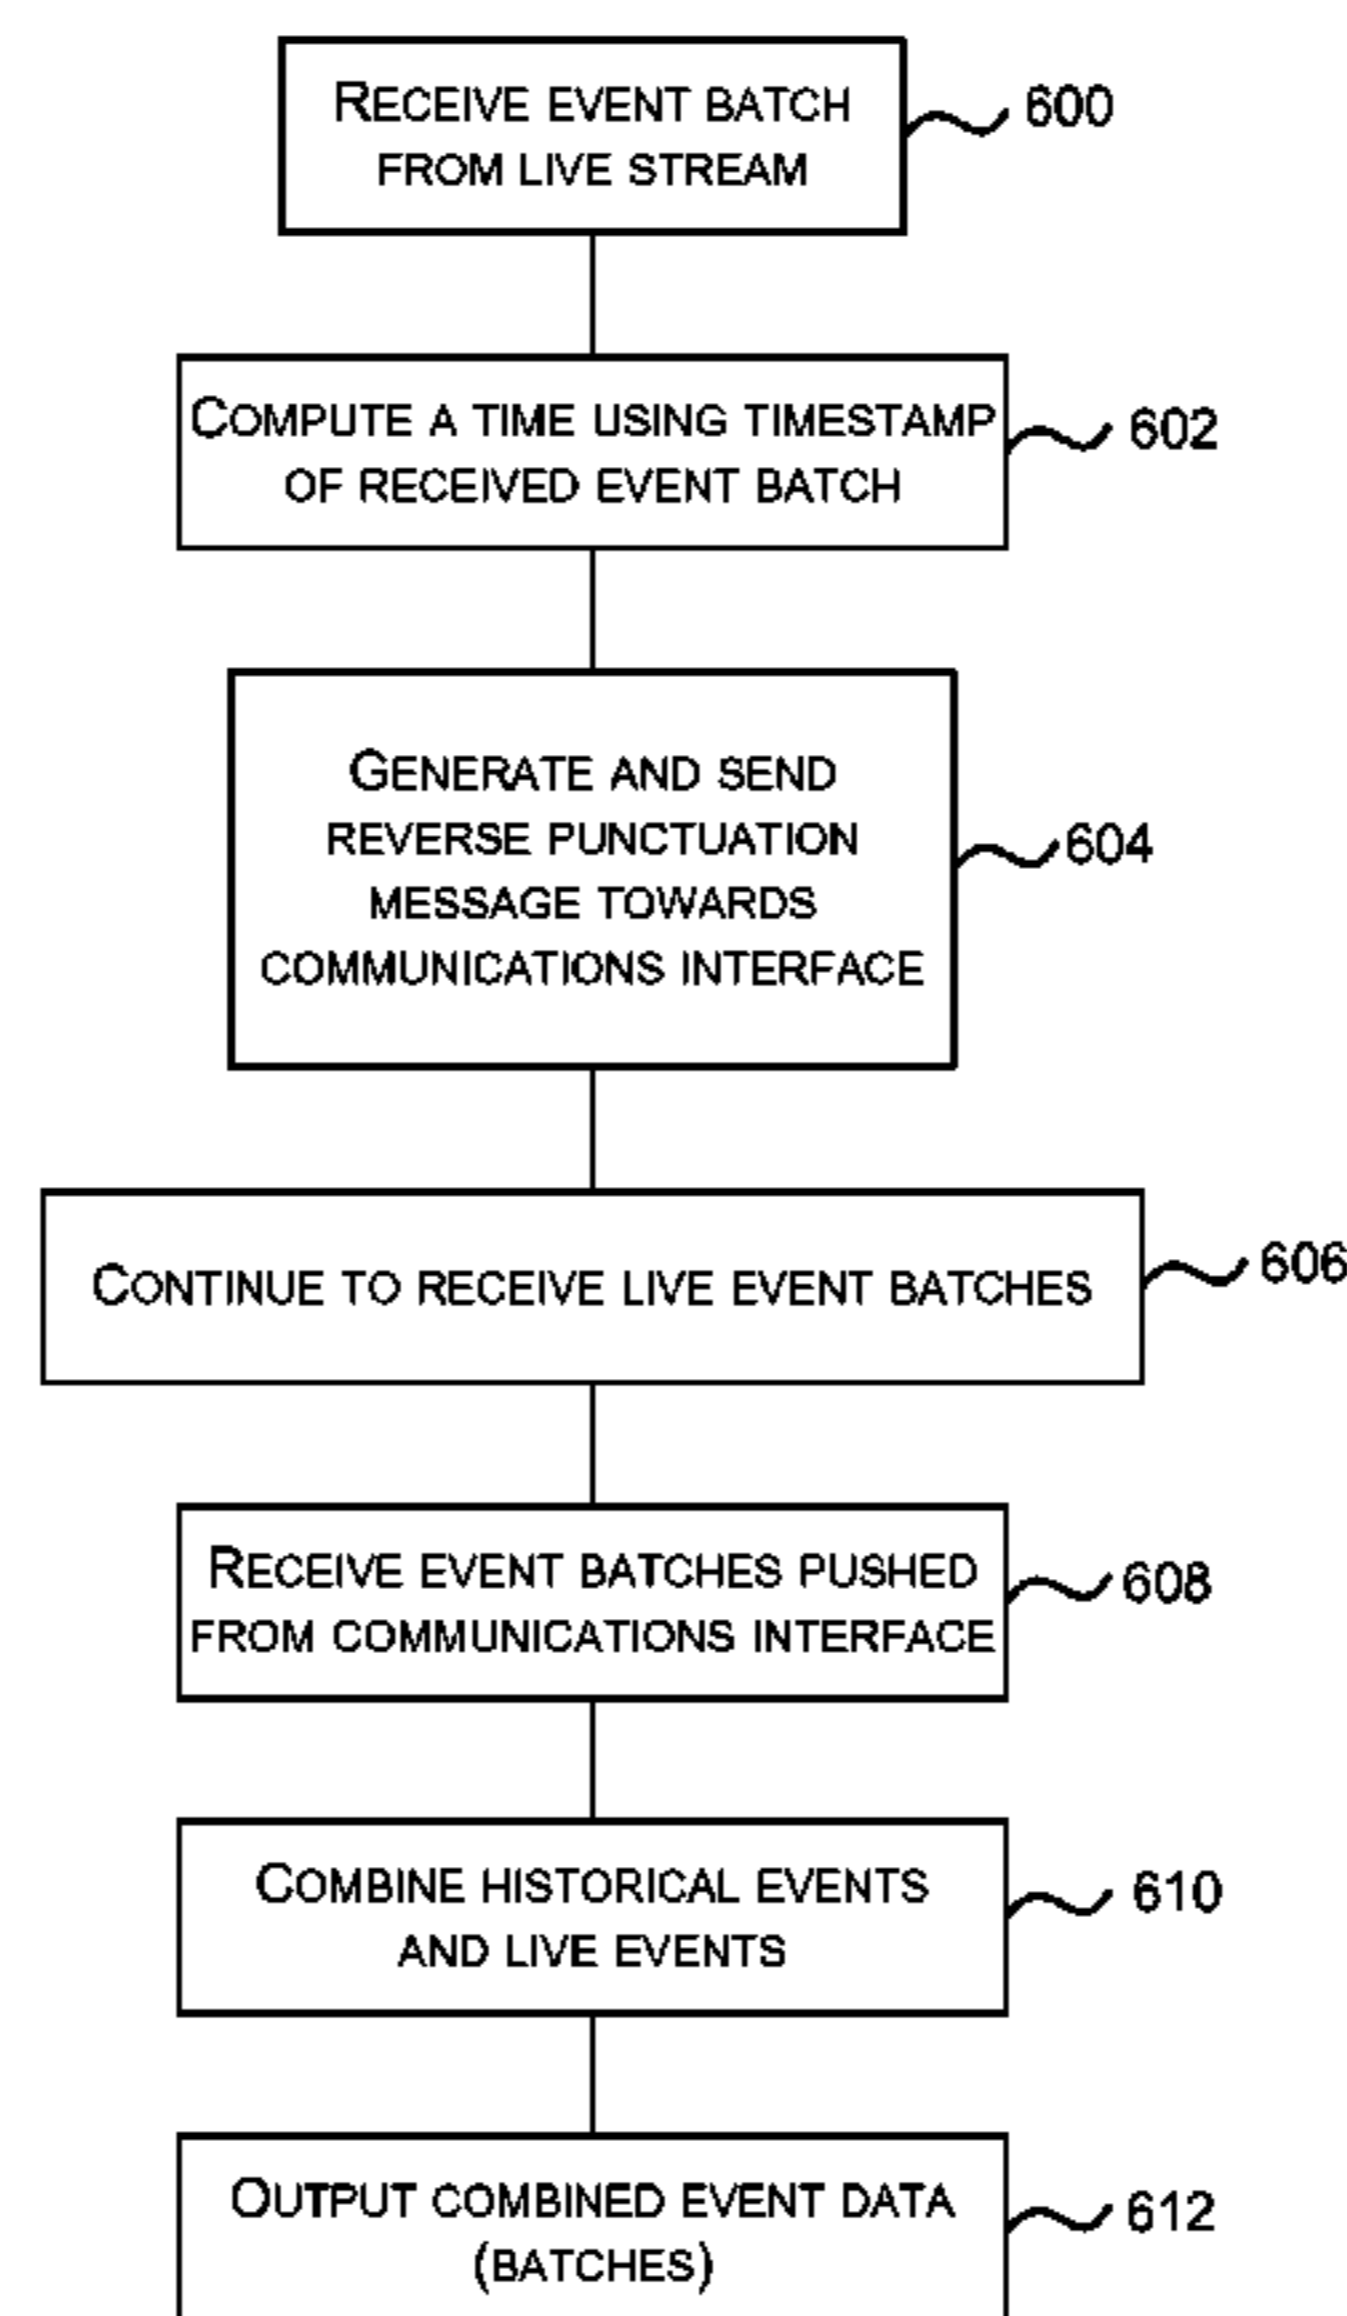 RECEIVE EVENT BATCH
FROM LIVE STREAM
600
COMPUTE A TIME USING TIMESTAMP
OF RECEIVED EVENT BATCH
602
GENERATE AND SEND
REVERSE PUNCTUATION
MESSAGE TOWARDS
COMMUNICATIONS INTERFACE
604
CONTINUE TO RECEIVE LIVE EVENT BATCHES
606
RECEIVE EVENT BATCHES PUSHED
FROM COMMUNICATIONS INTERFACE
608
COMBINE HISTORICAL EVENTS
AND LIVE EVENTS
610
OUTPUT COMBINED EVENT DATA
(BATCHES)
612